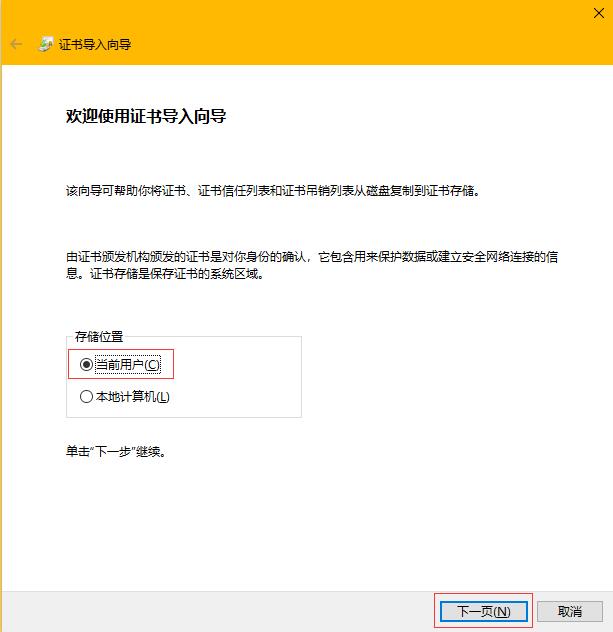 证书导入向导
欢迎使用证书导入向导
该向导可帮助你将证书、证书信任列表和证书吊销列表从磁盘复制到证书存储。
由证书颁发机构颁发的证书是对你身份的确认，它包含用来保护数据或建立安全网络连接的信
息。证书存储是保存证书的系统区域。
存储位置
当前用户(C)
本地计算机(L)
单击“下一步”继续。
下一页(N) 取消